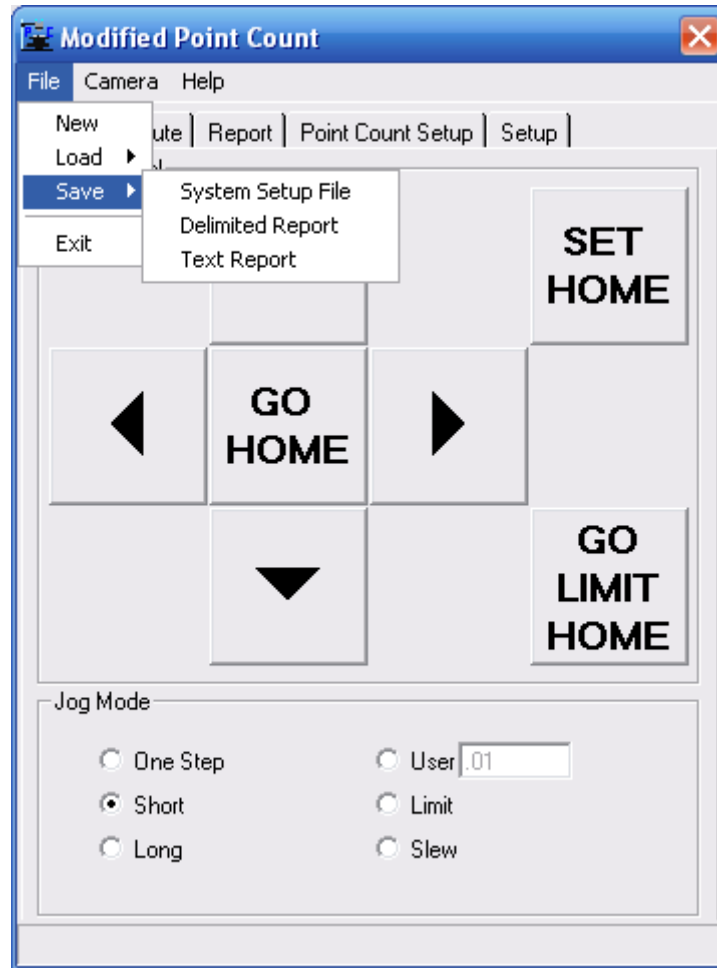 Modified Point Count
File Camera Help
New
Load
Save
Exit
System Setup File
Delimited Report
Text Report
Report Point Count Setup Setup
SET
HOME
GO
HOME
GO
LIMIT
HOME
Jog Mode
One Step
User .01
Short
Limit
Long
Slew